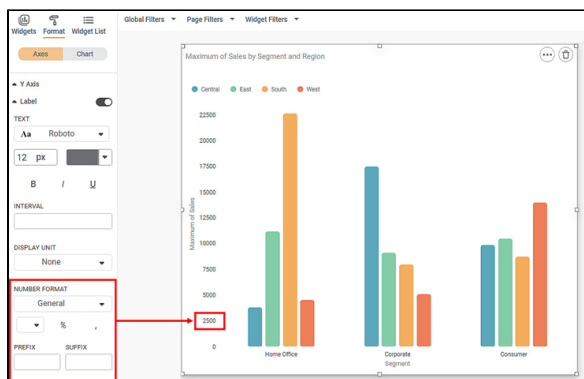 Widgets Format Widget List
Global Filters Page Filters Widget Filters
Axes Chart
Y Axis
Label
TEXT
Aa Roboto
12 px
B I U
INTERVAL
DISPLAY UNIT
None
NUMBER FORMAT
General
% ,
PREFIX SUFFIX
Maximum of Sales by Segment and Region
Central East South West
Maximum of Sales
22500
20000
17500
15000
12500
10000
7500
5000
2500
0
Home Office Corporate Consumer
Segment